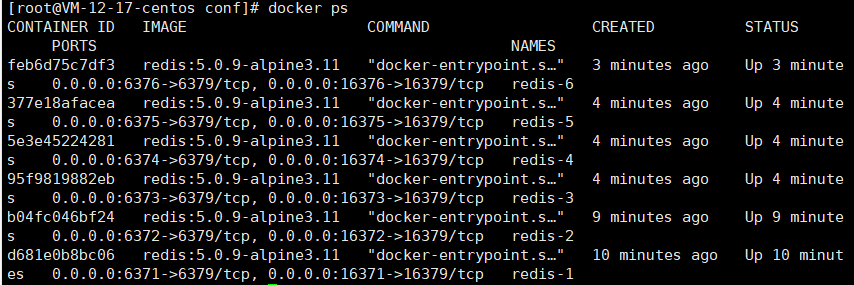 [root@VM-12-17-centos conf]# docker ps
CONTAINER ID   IMAGE                    COMMAND                  CREATED          STATUS
     PORTS                                              NAMES
feb6d75c7df3   redis:5.0.9-alpine3.11   "docker-entrypoint.s…"   3 minutes ago    Up 3 minute
s    0.0.0.0:6376->6379/tcp, 0.0.0.0:16376->16379/tcp   redis-6
377e18afacea   redis:5.0.9-alpine3.11   "docker-entrypoint.s…"   4 minutes ago    Up 4 minute
s    0.0.0.0:6375->6379/tcp, 0.0.0.0:16375->16379/tcp   redis-5
5e3e45224281   redis:5.0.9-alpine3.11   "docker-entrypoint.s…"   4 minutes ago    Up 4 minute
s    0.0.0.0:6374->6379/tcp, 0.0.0.0:16374->16379/tcp   redis-4
95f9819882eb   redis:5.0.9-alpine3.11   "docker-entrypoint.s…"   4 minutes ago    Up 4 minute
s    0.0.0.0:6373->6379/tcp, 0.0.0.0:16373->16379/tcp   redis-3
b04fc046bf24   redis:5.0.9-alpine3.11   "docker-entrypoint.s…"   9 minutes ago    Up 9 minute
s    0.0.0.0:6372->6379/tcp, 0.0.0.0:16372->16379/tcp   redis-2
d681e0b8bc06   redis:5.0.9-alpine3.11   "docker-entrypoint.s…"   10 minutes ago   Up 10 minut
es   0.0.0.0:6371->6379/tcp, 0.0.0.0:16371->16379/tcp   redis-1